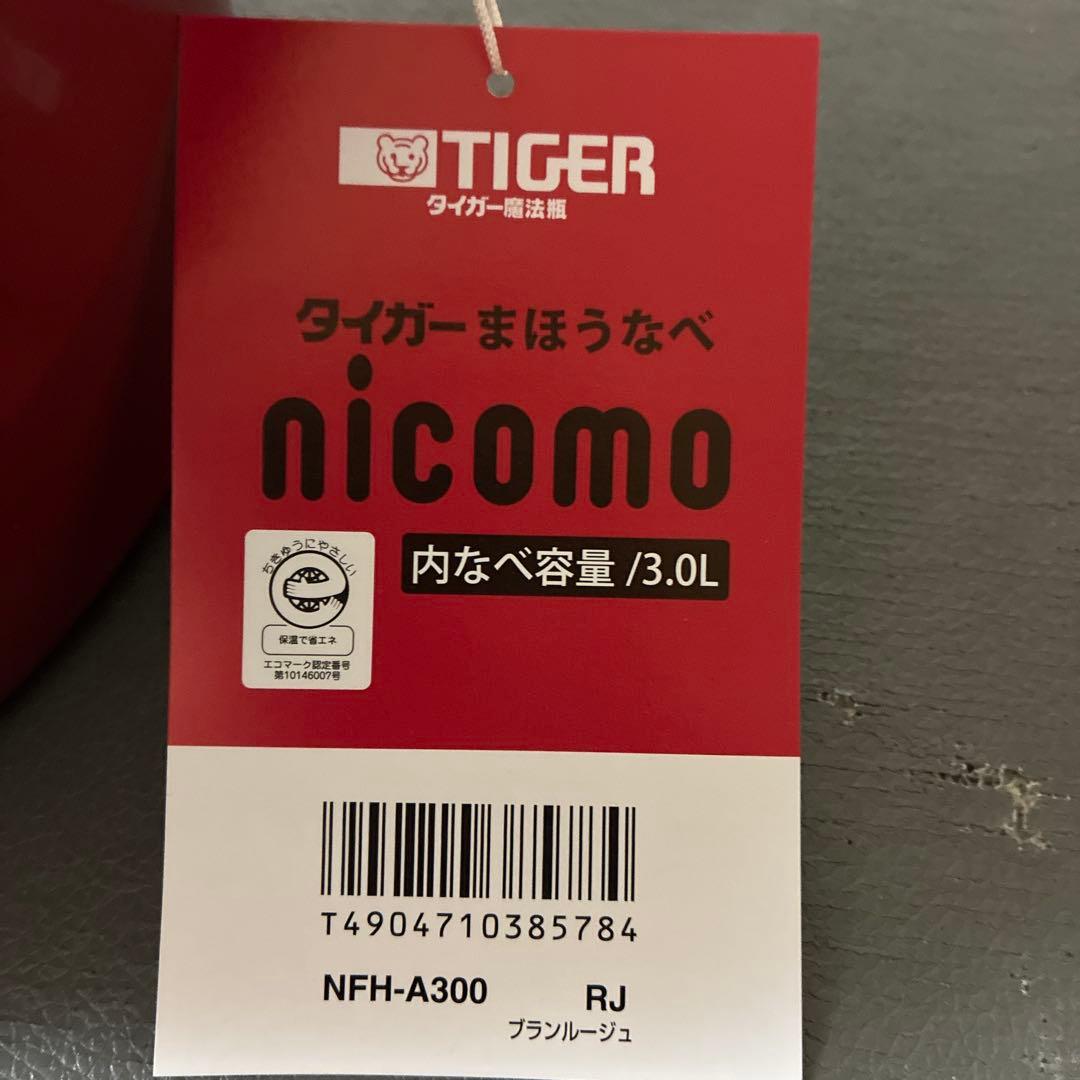 TIGER
タイガー魔法瓶
タイガーまほうなべ
nicomo
内なべ容量 /3.0L
ちきゅうにやさしい
保温で省エネ
エコマーク認定番号
第10146007号
T4904710385784
NFH-A300 RJ
ブランルージュ